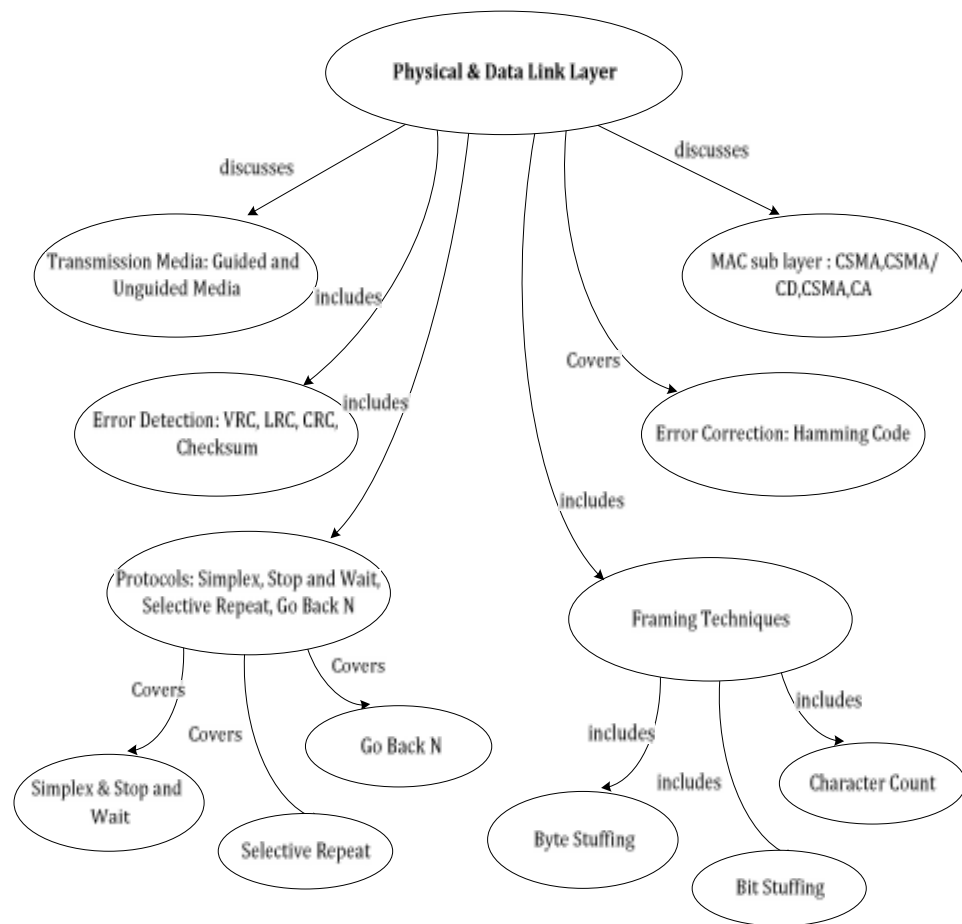 Physical & Data Link Layer
discusses
discusses
Transmission Media: Guided and
Unguided Media
MAC sub layer : CSMA,CSMA/
CD,CSMA,CA
includes
Covers
includes
Error Detection: VRC, LRC, CRC,
Checksum
Error Correction: Hamming Code
includes
Protocols: Simplex, Stop and Wait,
Selective Repeat, Go Back N
Framing Techniques
Covers
Covers
Covers
includes
includes
includes
Go Back N
Simplex & Stop and
Wait
Selective Repeat
Character Count
Byte Stuffing
Bit Stuffing